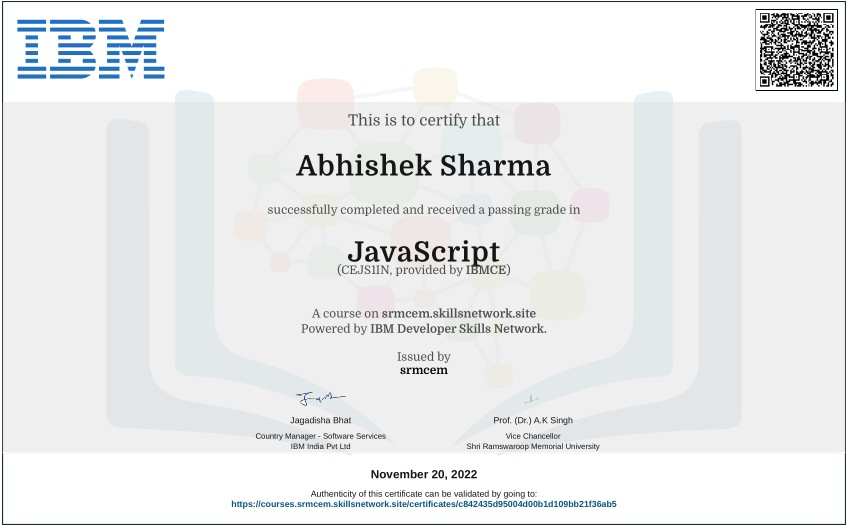 IBM
This is to certify that
Abhishek Sharma
successfully completed and received a passing grade in
JavaScript
(CEJS1IN, provided by IBMCE)
A course on srmcem.skillsnetwork.site
Powered by IBM Developer Skills Network.
Issued by
srmcem
Jagadisha Bhat
Country Manager - Software Services
IBM India Pvt Ltd
Prof. (Dr.) A.K Singh
Vice Chancellor
Shri Ramswaroop Memorial University
November 20, 2022
Authenticity of this certificate can be validated by going to:
https://courses.srmcem.skillsnetwork.site/certificates/c842435d95004d00b1d109bb21f36ab5